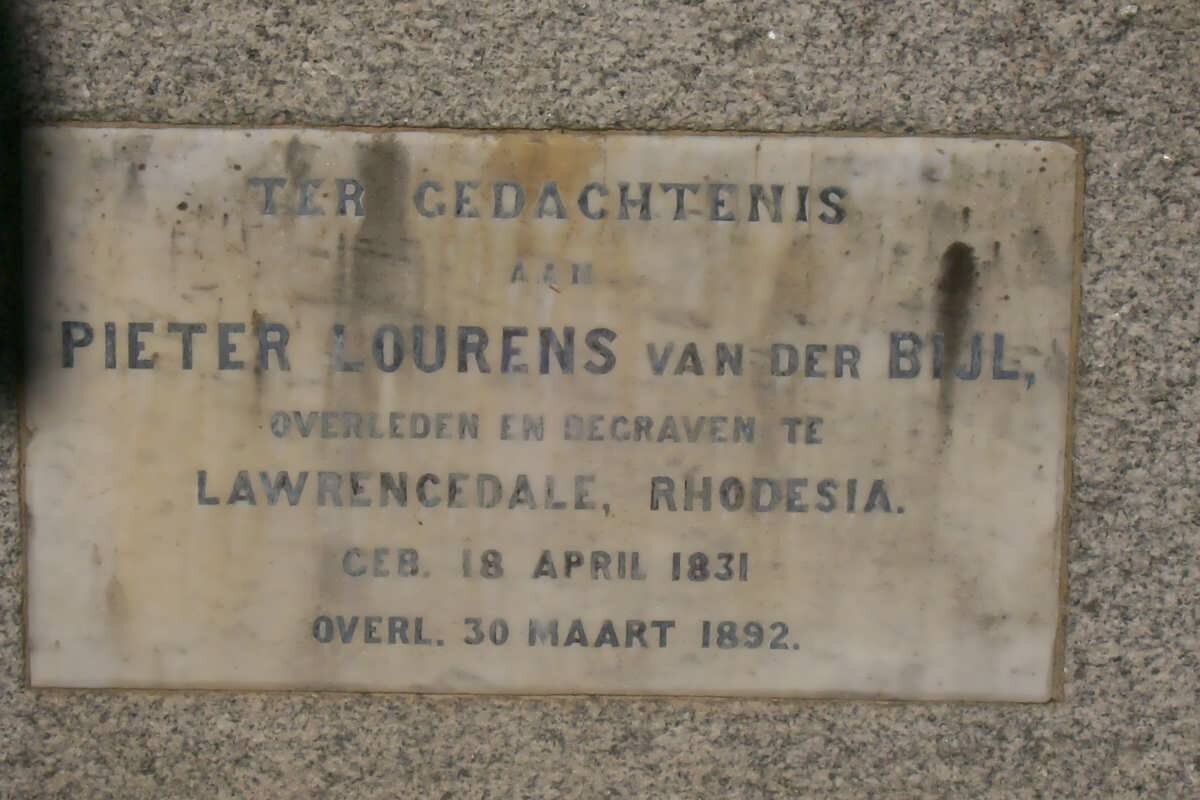 TER GEDACHTENIS
AAN
PIETER LOURENS VAN DER BIJL,
OVERLEDEN EN BEGRAVEN TE
LAWRENCEDALE, RHODESIA.
GEB. 18 APRIL 1831
OVERL. 30 MAART 1892.